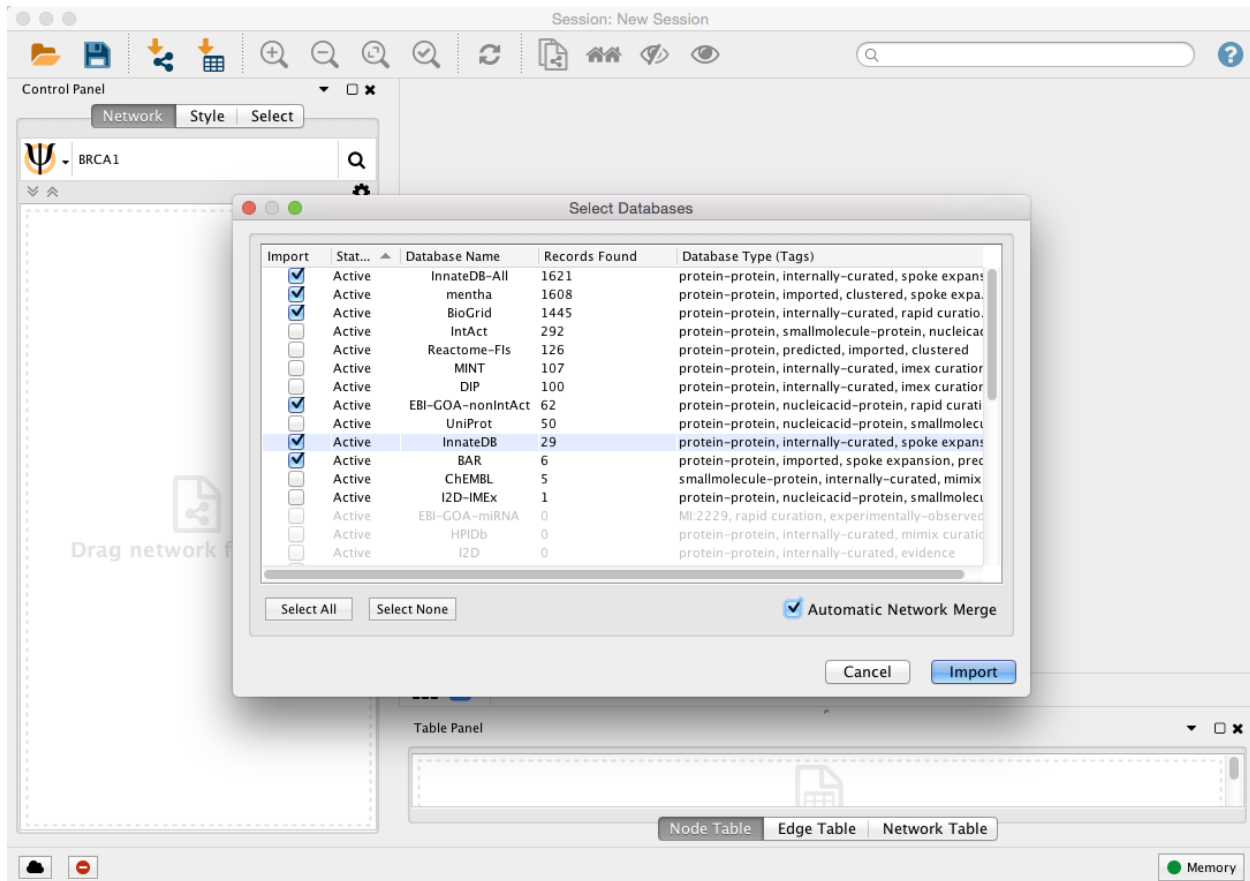 Session: New Session
Control Panel
Network Style Select
BRCA1
Select Databases
Import Stat... Database Name Records Found Database Type (Tags)
Active InnateDB-All 1621 protein-protein, internally-curated, spoke expans
Active mentha 1608 protein-protein, imported, clustered, spoke expa.
Active BioGrid 1445 protein-protein, internally-curated, rapid curatio.
Active IntAct 292 protein-protein, smallmolecule-protein, nucleicac
Active Reactome-FIs 126 protein-protein, predicted, imported, clustered
Active MINT 107 protein-protein, internally-curated, imex curation
Active DIP 100 protein-protein, internally-curated, imex curation
Active EBI-GOA-nonIntAct 62 protein-protein, nucleicacid-protein, rapid curati
Active UniProt 50 protein-protein, nucleicacid-protein, smallmolecu
Active InnateDB 29 protein-protein, internally-curated, spoke expans
Active BAR 6 protein-protein, imported, spoke expansion, pred
Active ChEMBL 5 smallmolecule-protein, internally-curated, mimix
Active I2D-IMEx 1 protein-protein, nucleicacid-protein, smallmolecu
Active EBI-GOA-miRNA 0 MI:2229, rapid curation, experimentally-observed
Active HPIDb 0 protein-protein, internally-curated, mimix curatic
Active I2D 0 protein-protein, internally-curated, evidence
Drag network f
Select All Select None Automatic Network Merge
Cancel Import
Table Panel
Node Table Edge Table Network Table
Memory